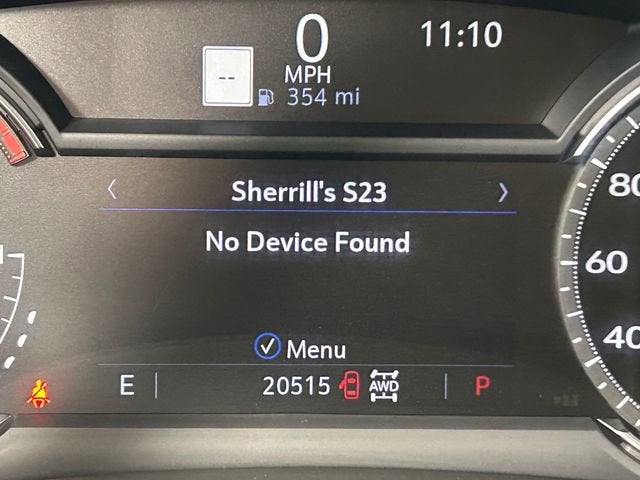 0 11:10
--
MPH
354 mi
Sherrill's S23
No Device Found
Menu
E 20515 AWD P
80
60
40